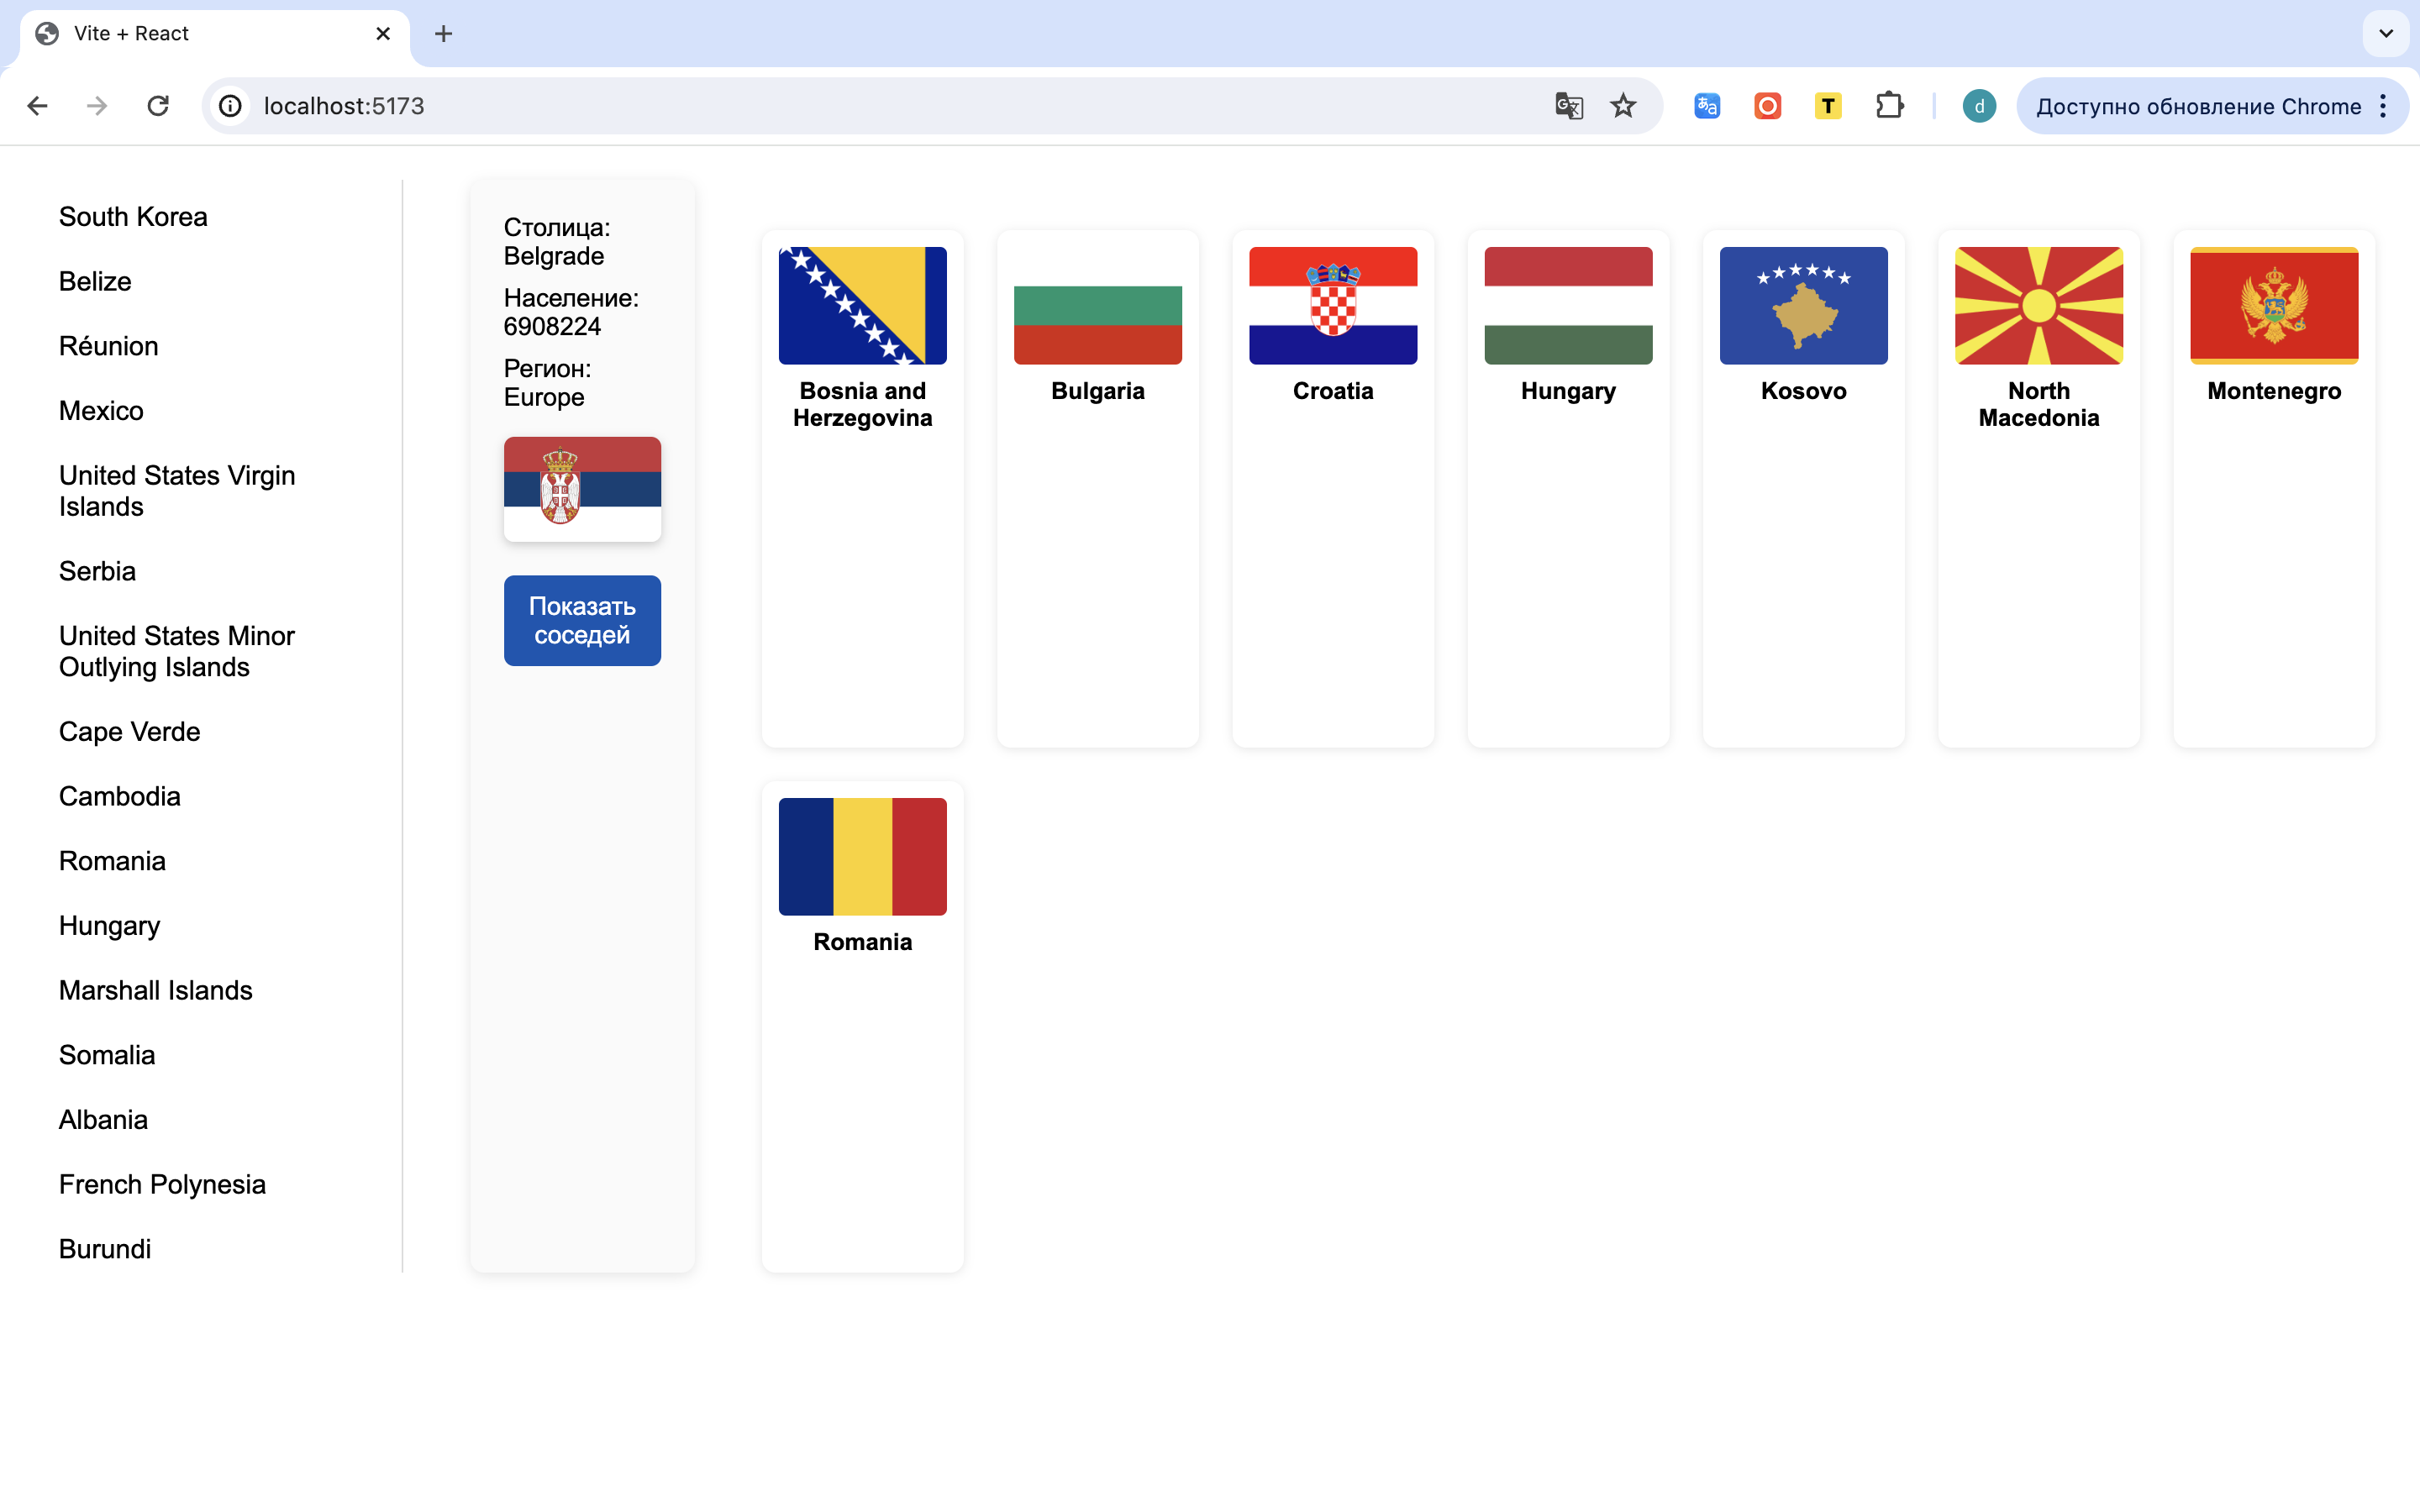 Vite + React
localhost:5173
T
d
Доступно обновление Chrome
South Korea
Belize
Réunion
Mexico
United States Virgin
Islands
Serbia
United States Minor
Outlying Islands
Cape Verde
Cambodia
Romania
Hungary
Marshall Islands
Somalia
Albania
French Polynesia
Burundi
Столица:
Belgrade
Население:
6908224
Регион:
Europe
Показать
соседей
Bosnia and
Herzegovina
Bulgaria
Croatia
Hungary
Kosovo
North
Macedonia
Montenegro
Romania